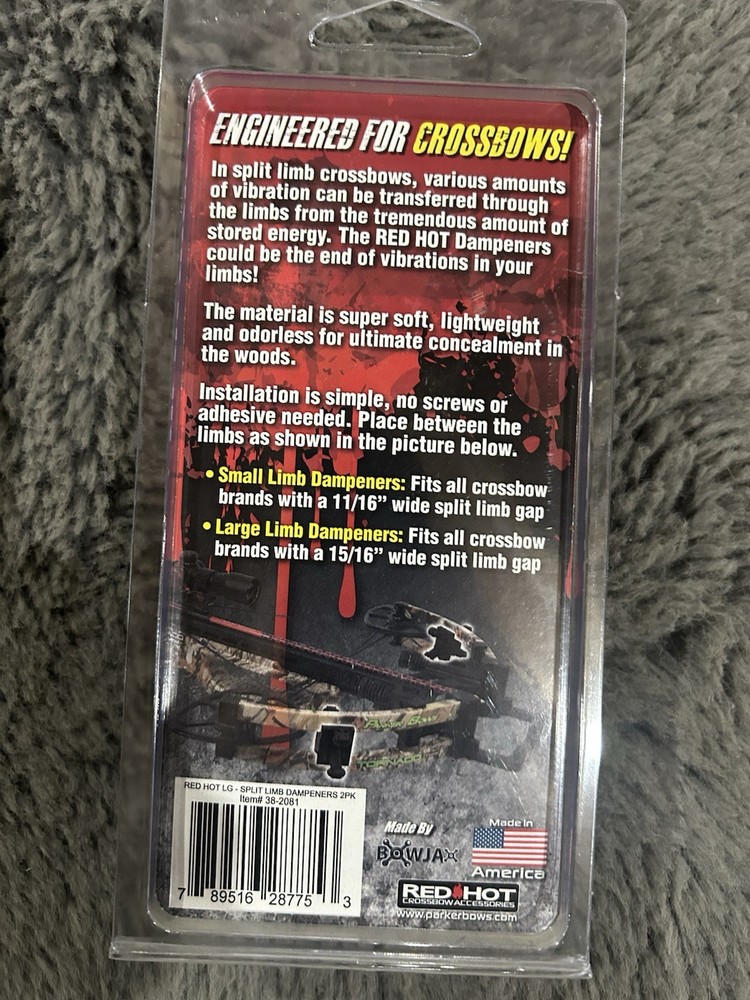 ENGINEERED FOR CROSSBOWS!
In split limb crossbows, various amounts
of vibration can be transferred through
the limbs from the tremendous amount of
stored energy. The RED HOT Dampeners
could be the end of vibrations in your
limbs!
The material is super soft, lightweight
and odorless for ultimate concealment in
the woods.
Installation is simple, no screws or
adhesive needed. Place between the
limbs as shown in the picture below.
• Small Limb Dampeners: Fits all crossbow
brands with a 11/16” wide split limb gap
• Large Limb Dampeners: Fits all crossbow
brands with a 15/16” wide split limb gap
TORNADO
RED HOT LG - SPLIT LIMB DAMPENERS 2PK
Item# 38-2081
7 89516 28775 3
Made By
BOWJAX
Made in
America
RED HOT
CROSSBOW ACCESSORIES
www.parkerbows.com